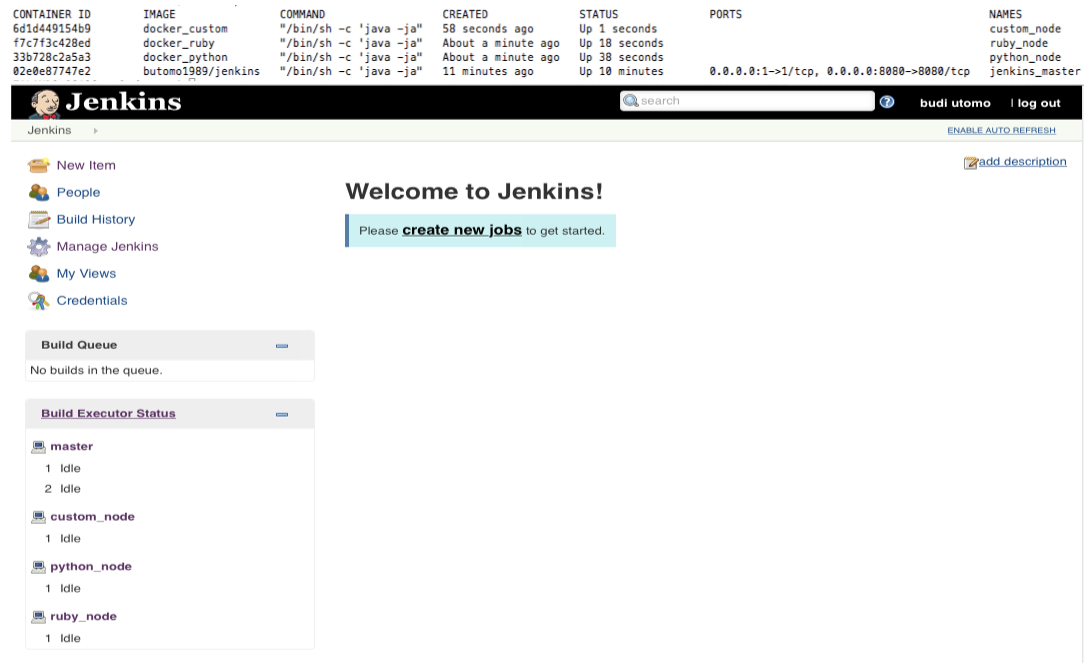 CONTAINER ID IMAGE COMMAND CREATED STATUS PORTS NAMES
6d1d449154b9 docker_custom "/bin/sh -c 'java -ja" 58 seconds ago Up 1 seconds custom_node
f7c7f3c428ed docker_ruby "/bin/sh -c 'java -ja" About a minute ago Up 18 seconds ruby_node
33b728c2a5a3 docker_python "/bin/sh -c 'java -ja" About a minute ago Up 38 seconds python_node
02e0e87747e2 butomo1989/jenkins "/bin/sh -c 'java -ja" 11 minutes ago Up 10 minutes 0.0.0.0:1->1/tcp, 0.0.0.0:8080->8080/tcp jenkins_master
Jenkins search ? budi utomo | log out
Jenkins ENABLE AUTO REFRESH
add description
New Item
People
Build History
Manage Jenkins
My Views
Credentials
Welcome to Jenkins!
Please create new jobs to get started.
Build Queue
No builds in the queue.
Build Executor Status
master
1 Idle
2 Idle
custom_node
1 Idle
python_node
1 Idle
ruby_node
1 Idle